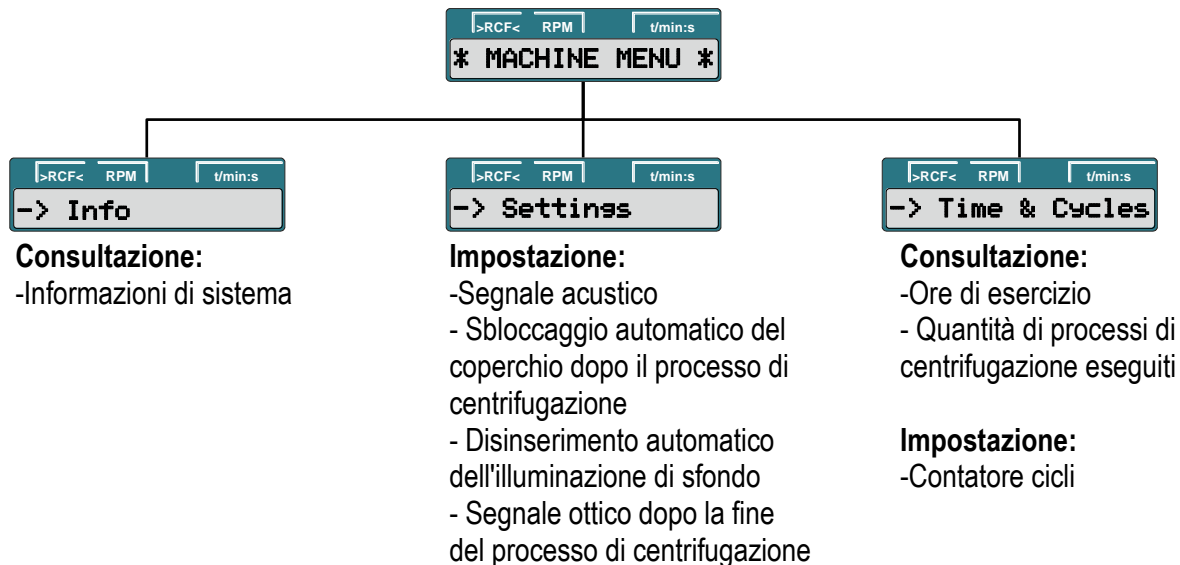 >RCF< RPM t/min:s
* MACHINE MENU *
>RCF< RPM t/min:s
-> Info
Consultazione:
-Informazioni di sistema
>RCF< RPM t/min:s
-> Settings
Impostazione:
-Segnale acustico
- Sbloccaggio automatico del
coperchio dopo il processo di
centrifugazione
- Disinserimento automatico
dell'illuminazione di sfondo
- Segnale ottico dopo la fine
del processo di centrifugazione
>RCF< RPM t/min:s
-> Time & Cycles
Consultazione:
-Ore di esercizio
- Quantità di processi di
centrifugazione eseguiti
Impostazione:
-Contatore cicli